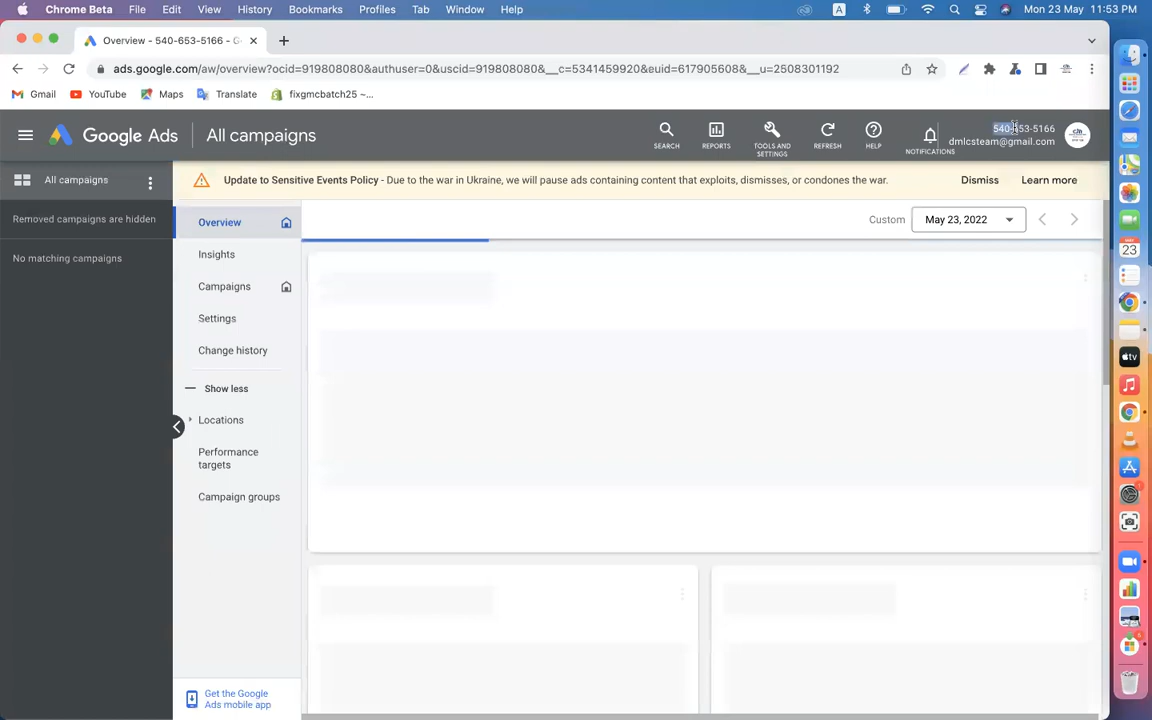 Chrome Beta File Edit View History Bookmarks Profiles Tab Window Help A Mon 23 May 11:53 PM
Overview - 540-653-5166 - G
ads.google.com/aw/overview?ocid=919808080&authuser=0&uscid=919808080&__c=5341459920&euid=617905608&__u=2508301192
Gmail YouTube Maps Translate fixgmcbatch25 ~...
Google Ads All campaigns
SEARCH REPORTS TOOLS AND SETTINGS REFRESH HELP NOTIFICATIONS
540-653-5166
dmlcsteam@gmail.com
All campaigns
Update to Sensitive Events Policy - Due to the war in Ukraine, we will pause ads containing content that exploits, dismisses, or condones the war. Dismiss Learn more
Removed campaigns are hidden
No matching campaigns
Overview
Insights
Campaigns
Settings
Change history
Show less
Locations
Performance
targets
Campaign groups
Custom May 23, 2022
Get the Google
Ads mobile app
tv
23